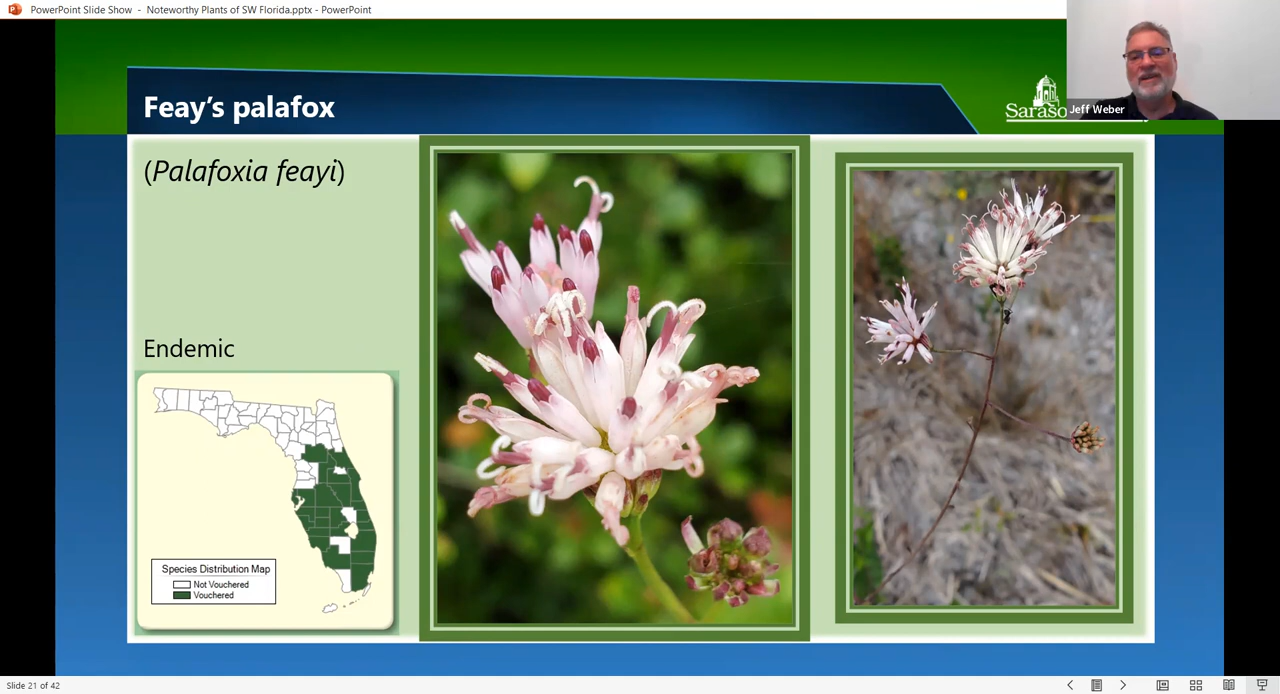 PowerPoint Slide Show - Noteworthy Plants of SW Florida.pptx - PowerPoint
Feay's palafox
Saraso
Jeff Weber
(Palafoxia feayi)
Endemic
Species Distribution Map
Not Vouchered
Vouchered
Slide 21 of 42